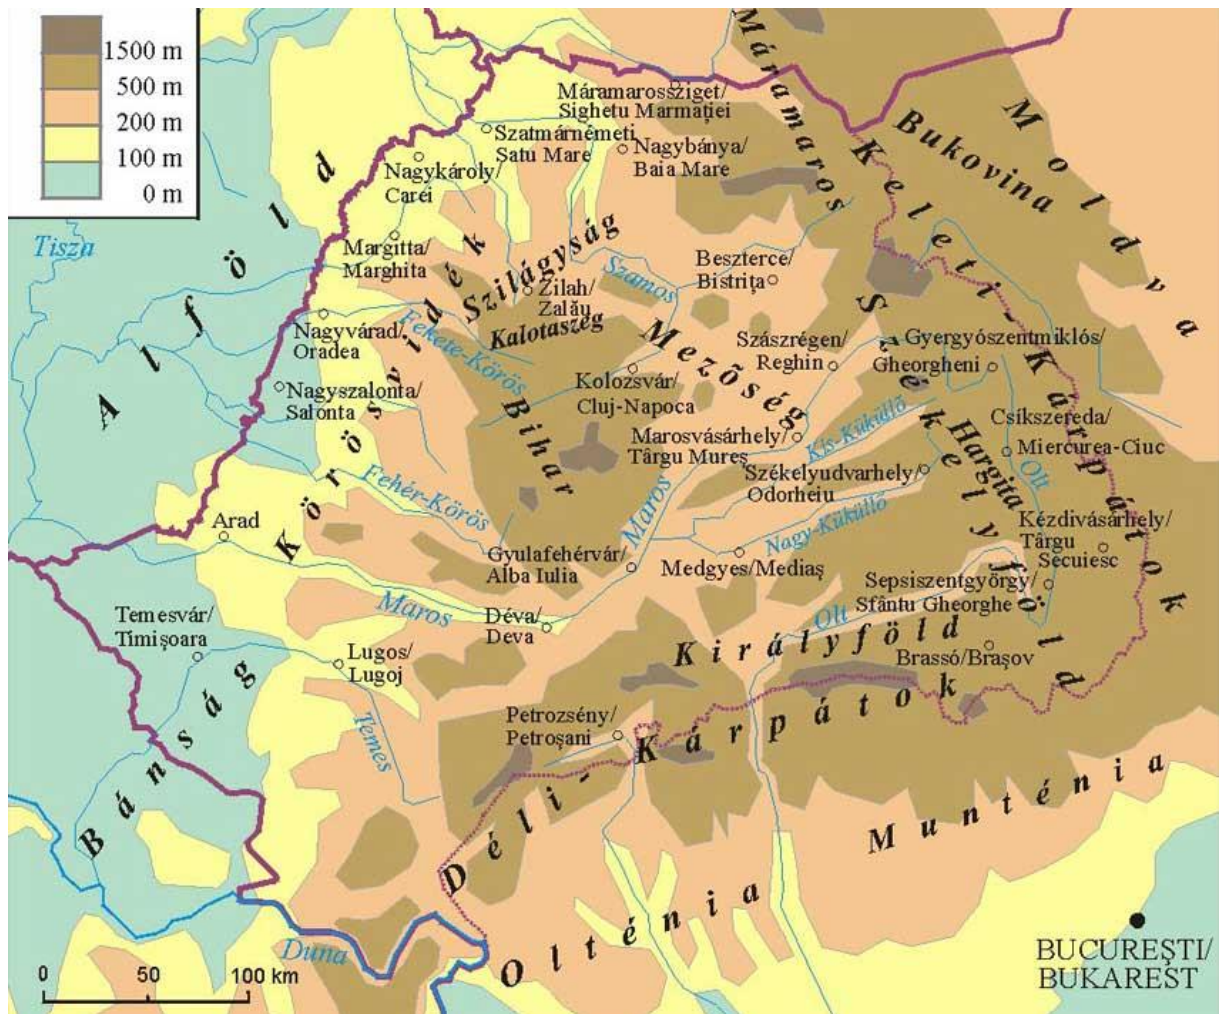 1500 m
500 m
200 m
100 m
0 m
Tisza
Alföld
Máramarossziget/
Sighetu Marmației
Szatmárnémeti
Satu Mare
Nagybánya/
Baia Mare
Nagykároly/
Carei
Margitta/
Marghita
Máramaros
Keleti-Kárpátok
Bukovina
Moldva
Szilágyság
Szamos
Beszterce/
Bistrița
Zilah/
Zalău
Kalotaszeg
Nagyvárad/
Oradea
Fekete-Körös
Körösvidék
Mezőség
Szászrégen/
Reghin
Gyergyószentmiklós/
Gheorgheni
Székelyföld
Nagyszalonta/
Salonta
Kolozsvár/
Cluj-Napoca
Bihar
Marosvásárhely/
Târgu Mureș
Kis-Küküllő
Hargita
Csíkszereda/
Miercurea-Ciuc
Olt
Székelyudvarhely/
Odorheiu
Fehér-Körös
Maros
Nagy-Küküllő
Kézdivásárhely/
Târgu
Secuiesc
Arad
Gyulafehérvár/
Alba Iulia
Medgyes/Mediaș
Sepsiszentgyörgy/
Sfântu Gheorghe
Maros
Déva/
Deva
Olt
Temesvár/
Timișoara
Lugos/
Lugoj
Királyföld
Brassó/Brașov
Bánság
Temes
Petrozsény/
Petroșani
Déli-Kárpátok
Munténia
Olténia
Duna
BUCUREȘTI/
BUKAREST
0 50 100 km